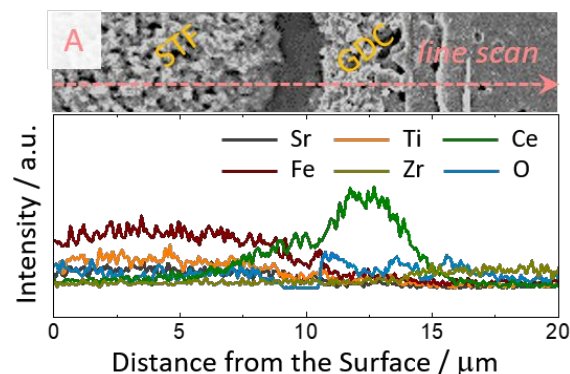 A
STF
GDC
line scan
Sr Ti Ce
Fe Zr O
Intensity / a.u.
0 5 10 15 20
Distance from the Surface / μm